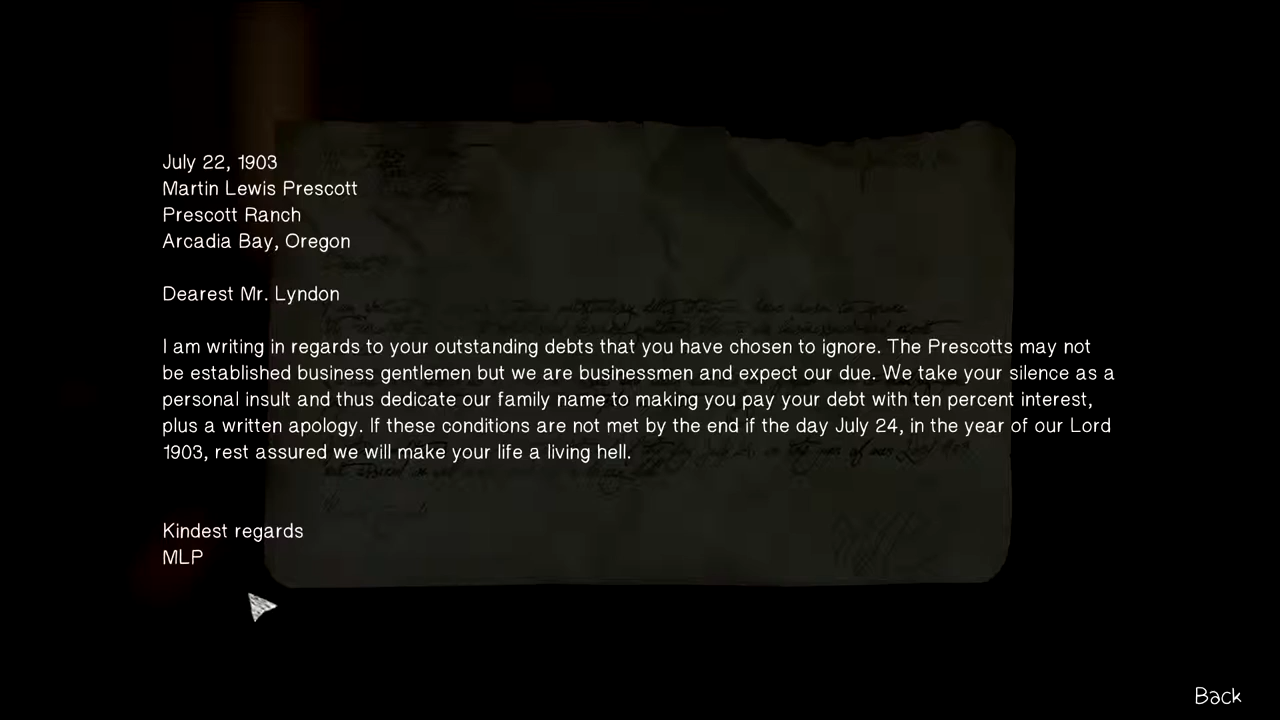 July 22, 1903
Martin Lewis Prescott
Prescott Ranch
Arcadia Bay, Oregon
Dearest Mr. Lyndon
I am writing in regards to your outstanding debts that you have chosen to ignore. The Prescotts may not
be established business gentlemen but we are businessmen and expect our due. We take your silence as a
personal insult and thus dedicate our family name to making you pay your debt with ten percent interest,
plus a written apology. If these conditions are not met by the end if the day July 24, in the year of our Lord
1903, rest assured we will make your life a living hell.
Kindest regards
MLP
Back